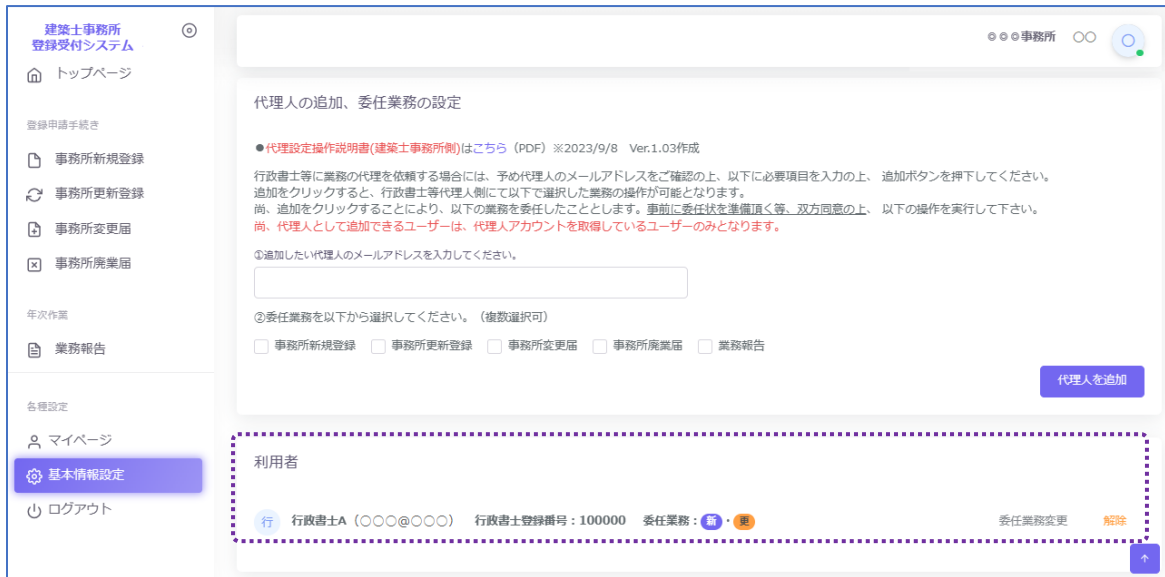 建築士事務所
登録受付システム
トップページ
登録申請手続き
事務所新規登録
事務所更新登録
事務所変更届
事務所廃業届
年次作業
業務報告
各種設定
マイページ
基本情報設定
ログアウト
◎◎◎事務所 〇〇
〇
代理人の追加、委任業務の設定
●代理設定操作説明書(建築士事務所側)はこちら（PDF）※2023/9/8 Ver.1.03作成
行政書士等に業務の代理を依頼する場合には、予め代理人のメールアドレスをご確認の上、以下に必要項目を入力の上、 追加ボタンを押下してください。
追加をクリックすると、行政書士等代理人側にて以下で選択した業務の操作が可能となります。
尚、追加をクリックすることにより、以下の業務を委任したこととします。事前に委任状を準備頂く等、双方同意の上、 以下の操作を実行して下さい。
尚、代理人として追加できるユーザーは、代理人アカウントを取得しているユーザーのみとなります。
①追加したい代理人のメールアドレスを入力してください。
②委任業務を以下から選択してください。（複数選択可）
事務所新規登録 事務所更新登録 事務所変更届 事務所廃業届 業務報告
代理人を追加
利用者
行 行政書士A（〇〇〇@〇〇〇） 行政書士登録番号：100000 委任業務：新・更 委任業務変更 解除